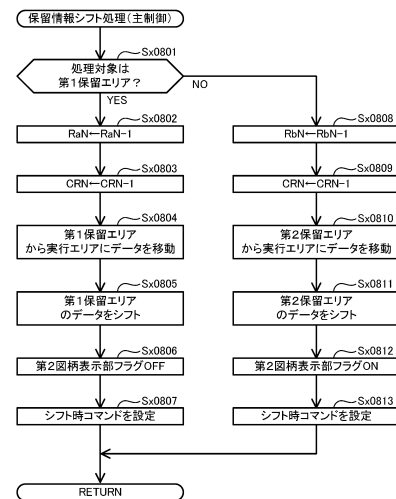 保留情報シフト処理(主制御)
Sx0801
処理対象は
第1保留エリア？
YES
NO
Sx0802
RaN←RaN-1
Sx0803
CRN←CRN-1
Sx0804
第1保留エリア
から実行エリアにデータを移動
Sx0805
第1保留エリア
のデータをシフト
Sx0806
第2図柄表示部フラグOFF
Sx0807
シフト時コマンドを設定
Sx0808
RbN←RbN-1
Sx0809
CRN←CRN-1
Sx0810
第2保留エリア
から実行エリアにデータを移動
Sx0811
第2保留エリア
のデータをシフト
Sx0812
第2図柄表示部フラグON
Sx0813
シフト時コマンドを設定
RETURN